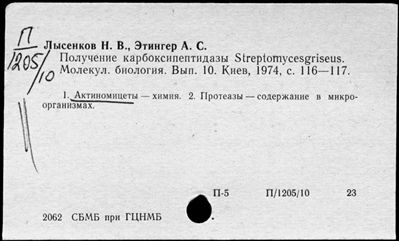 П/1205/10
Лысенков Н. В., Этингер А. С.
Получение карбоксипептидазы Streptomycesgriseus.
Молекул. биология. Вып. 10. Киев, 1974, с. 116—117.
1. Актиномицеты — химия. 2. Протеазы — содержание в микро-
организмах.
П-5 П/1205/10 23
2062 СБМБ при ГЦНМБ